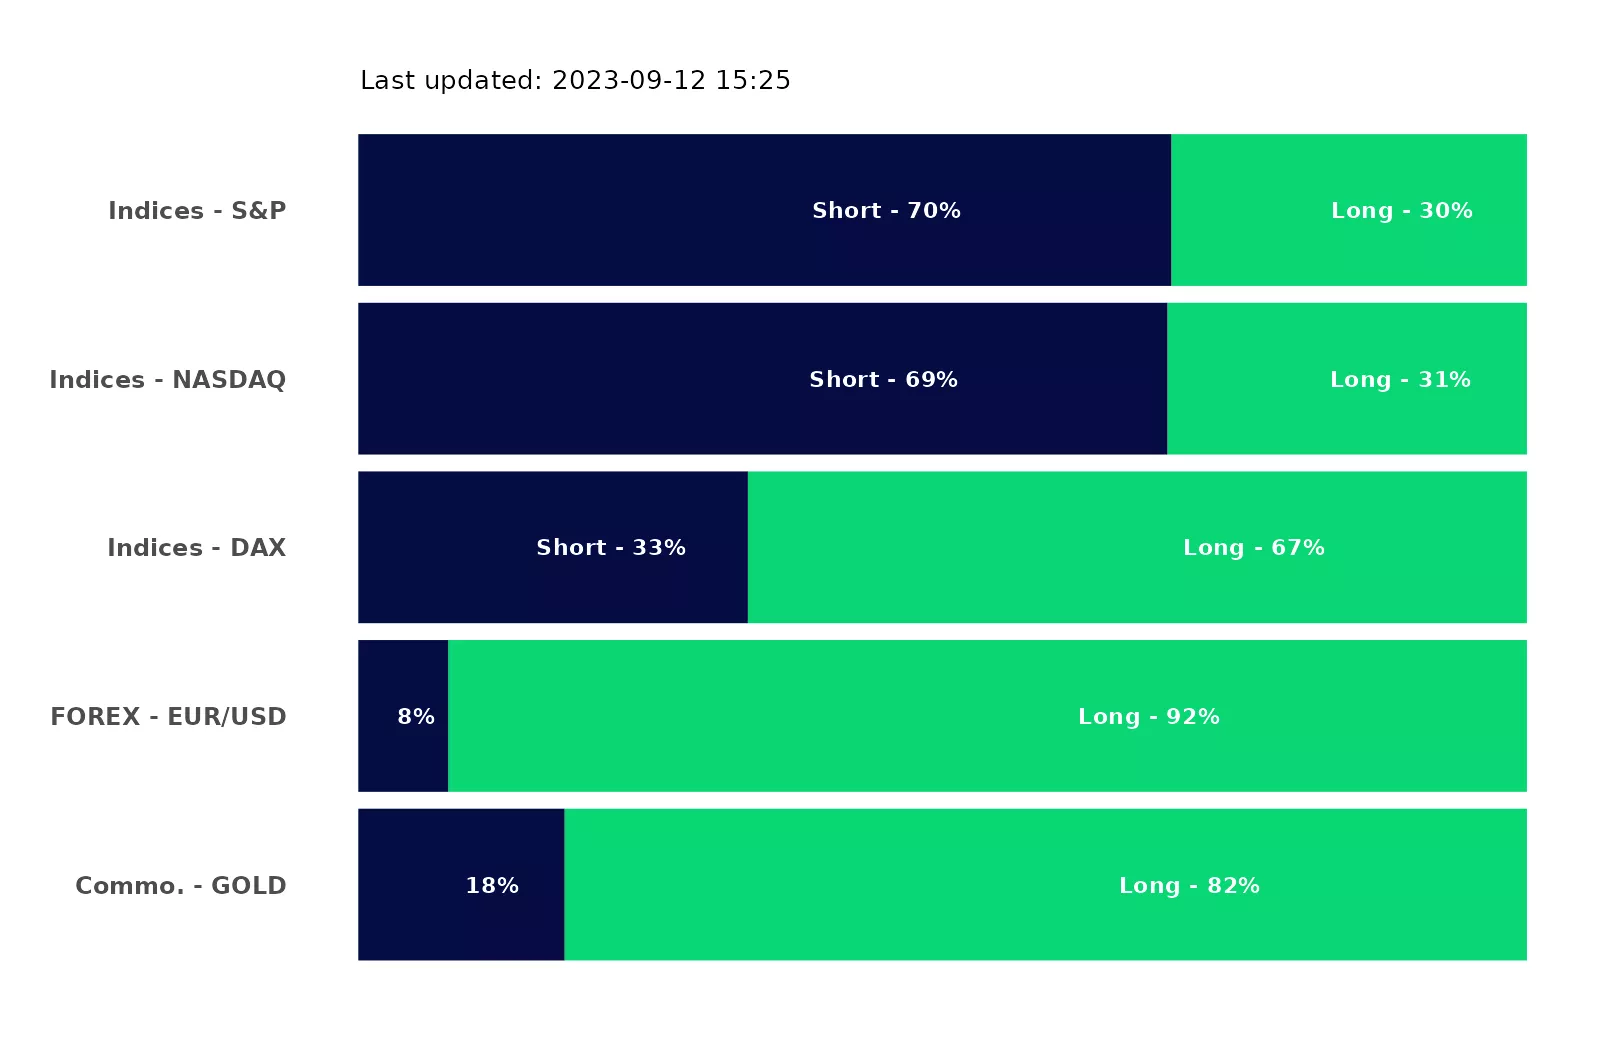 Last updated: 2023-09-12 15:25
Indices - S&P Short - 70% Long - 30%
Indices - NASDAQ Short - 69% Long - 31%
Indices - DAX Short - 33% Long - 67%
FOREX - EUR/USD 8% Long - 92%
Commo. - GOLD 18% Long - 82%